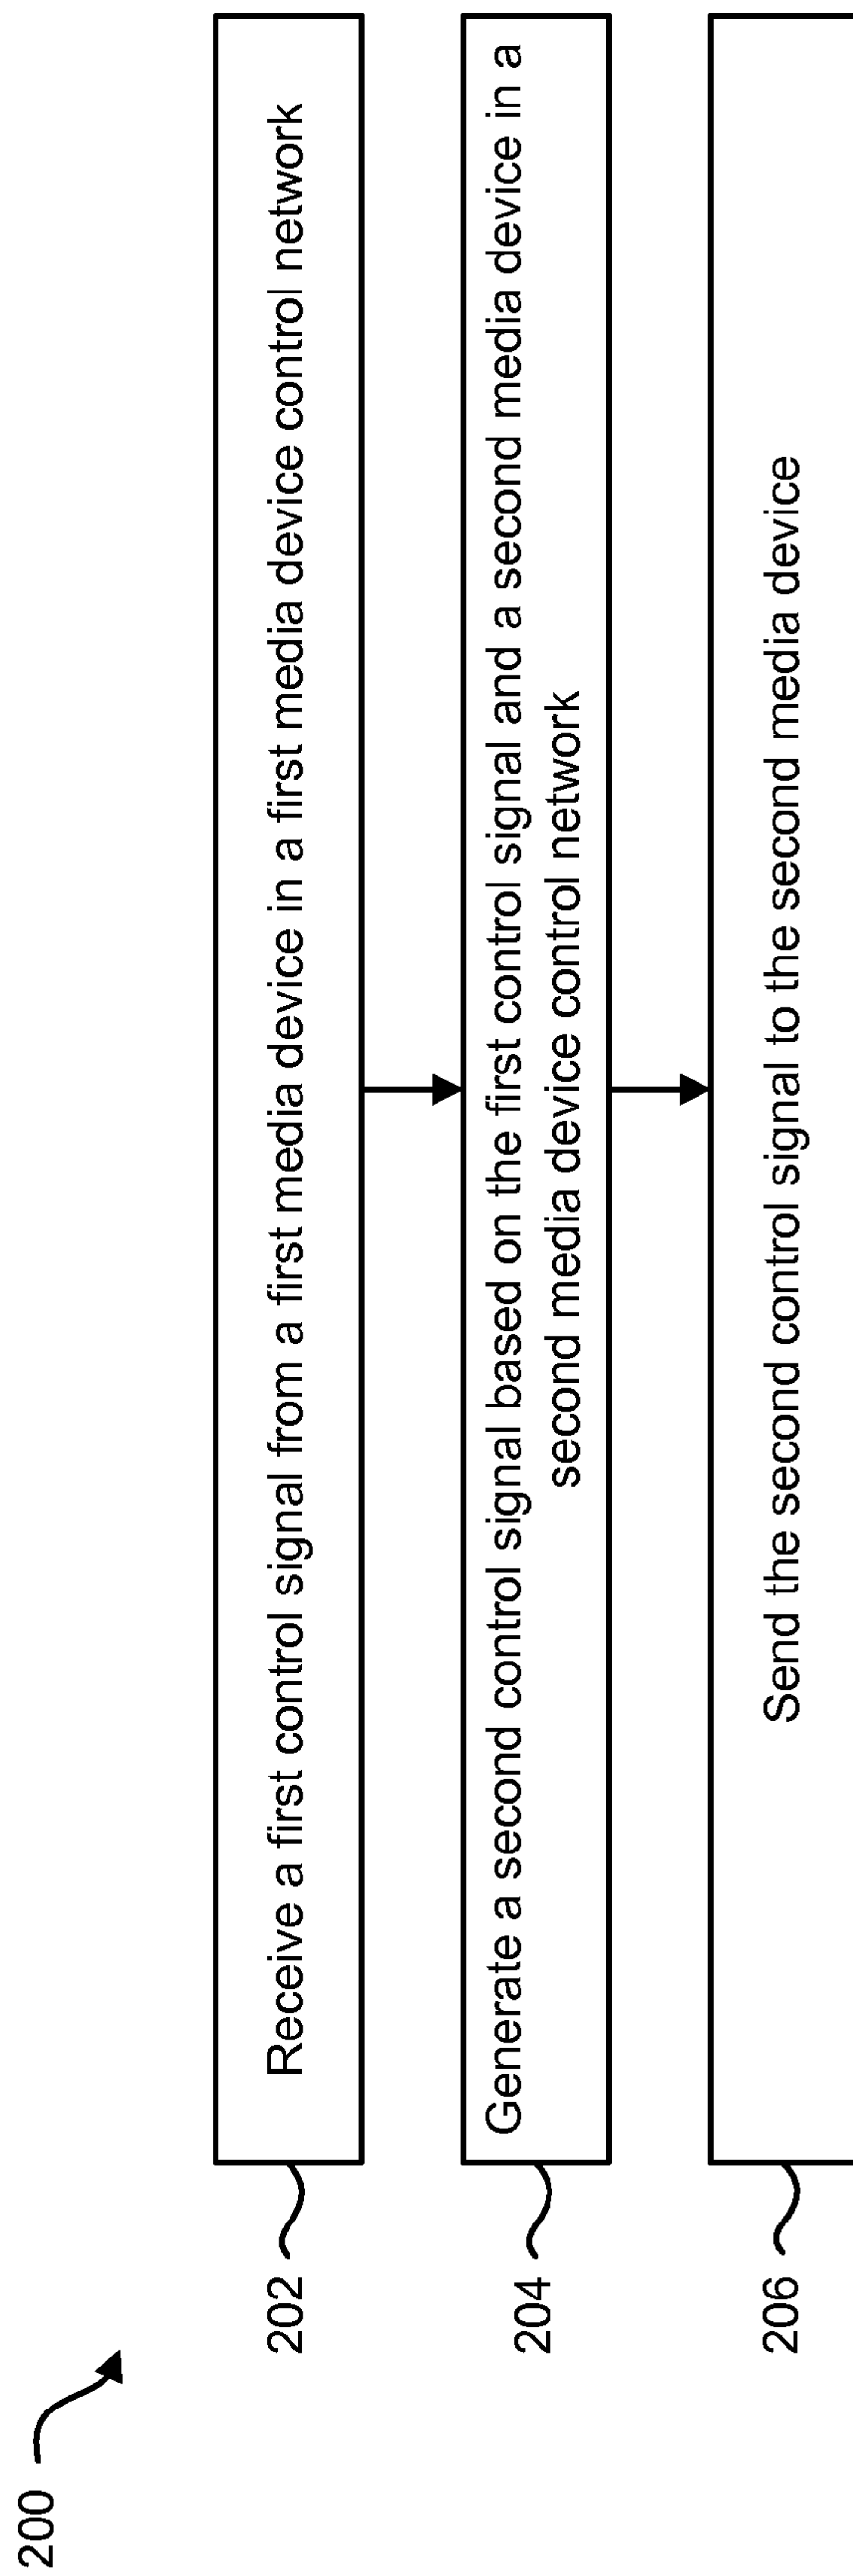 200
202
Receive a first control signal from a first media device in a first media device control network
204
Generate a second control signal based on the first control signal and a second media device in a
second media device control network
206
Send the second control signal to the second media device